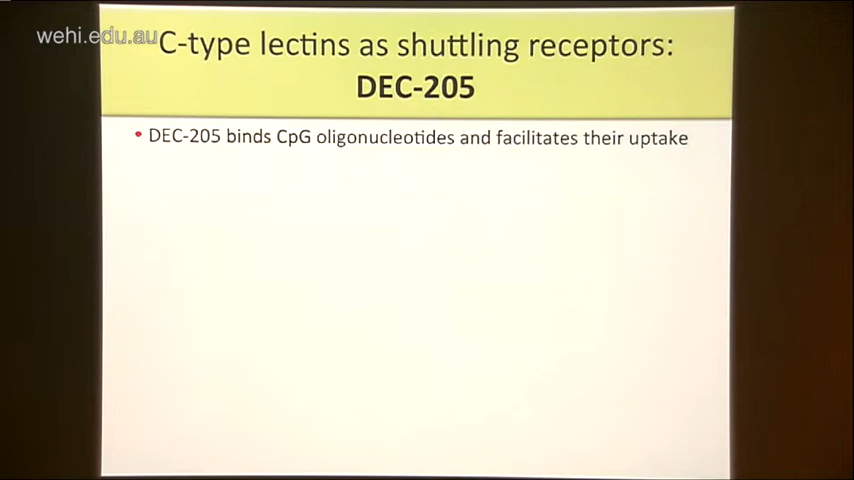 wehi.edu.au
C-type lectins as shuttling receptors:
DEC-205
• DEC-205 binds CpG oligonucleotides and facilitates their uptake